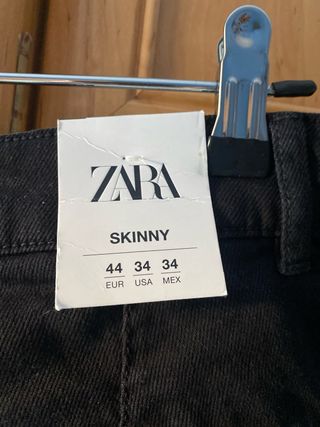 ZARA
SKINNY
44 34 34
EUR USA MEX